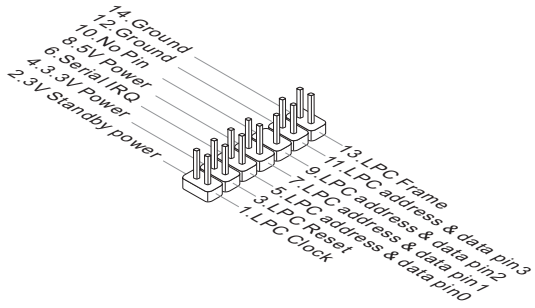 14.Ground
12.Ground
10.No Pin
8.5V Power
6.Serial IRQ
4.3.3V Power
2.3V Standby power
13.LPC Frame
11.LPC address & data pin3
9.LPC address & data pin2
7.LPC address & data pin1
5.LPC address & data pin0
3.LPC Reset
1.LPC Clock